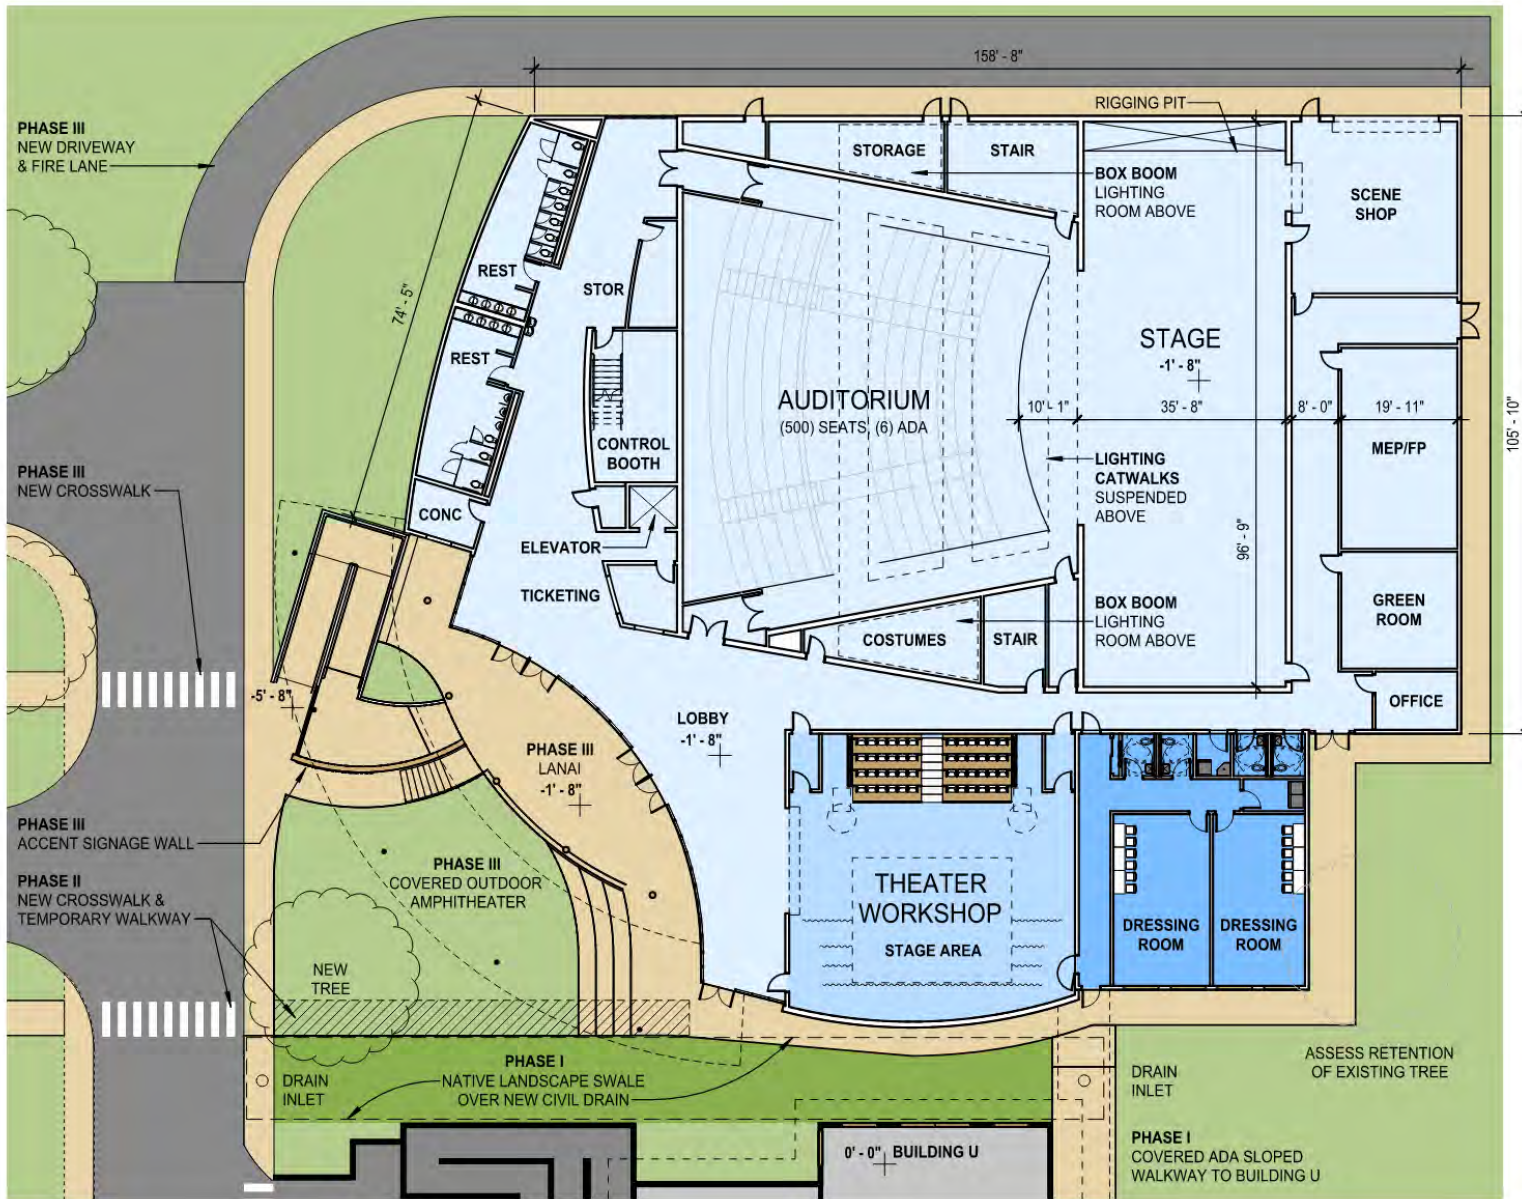 158' - 8"
RIGGING PIT
PHASE III
NEW DRIVEWAY
& FIRE LANE
STORAGE
STAIR
BOX BOOM
LIGHTING
ROOM ABOVE
SCENE
SHOP
REST
STOR
74' - 5"
REST
STAGE
-1' - 8"
AUDITORIUM
(500) SEATS, (6) ADA
10' - 1"
35' - 8"
8' - 0"
19' - 11"
105' - 10"
CONTROL
BOOTH
MEP/FP
PHASE III
NEW CROSSWALK
LIGHTING
CATWALKS
SUSPENDED
ABOVE
CONC
96' - 9"
ELEVATOR
TICKETING
BOX BOOM
LIGHTING
ROOM ABOVE
GREEN
ROOM
COSTUMES
STAIR
-5' - 8"
OFFICE
LOBBY
-1' - 8"
PHASE III
LANAI
-1' - 8"
PHASE III
ACCENT SIGNAGE WALL
PHASE III
COVERED OUTDOOR
AMPHITHEATER
PHASE II
NEW CROSSWALK &
TEMPORARY WALKWAY
THEATER
WORKSHOP
STAGE AREA
DRESSING
ROOM
DRESSING
ROOM
NEW
TREE
PHASE I
NATIVE LANDSCAPE SWALE
OVER NEW CIVIL DRAIN
DRAIN
INLET
DRAIN
INLET
ASSESS RETENTION
OF EXISTING TREE
PHASE I
COVERED ADA SLOPED
WALKWAY TO BUILDING U
0' - 0" BUILDING U